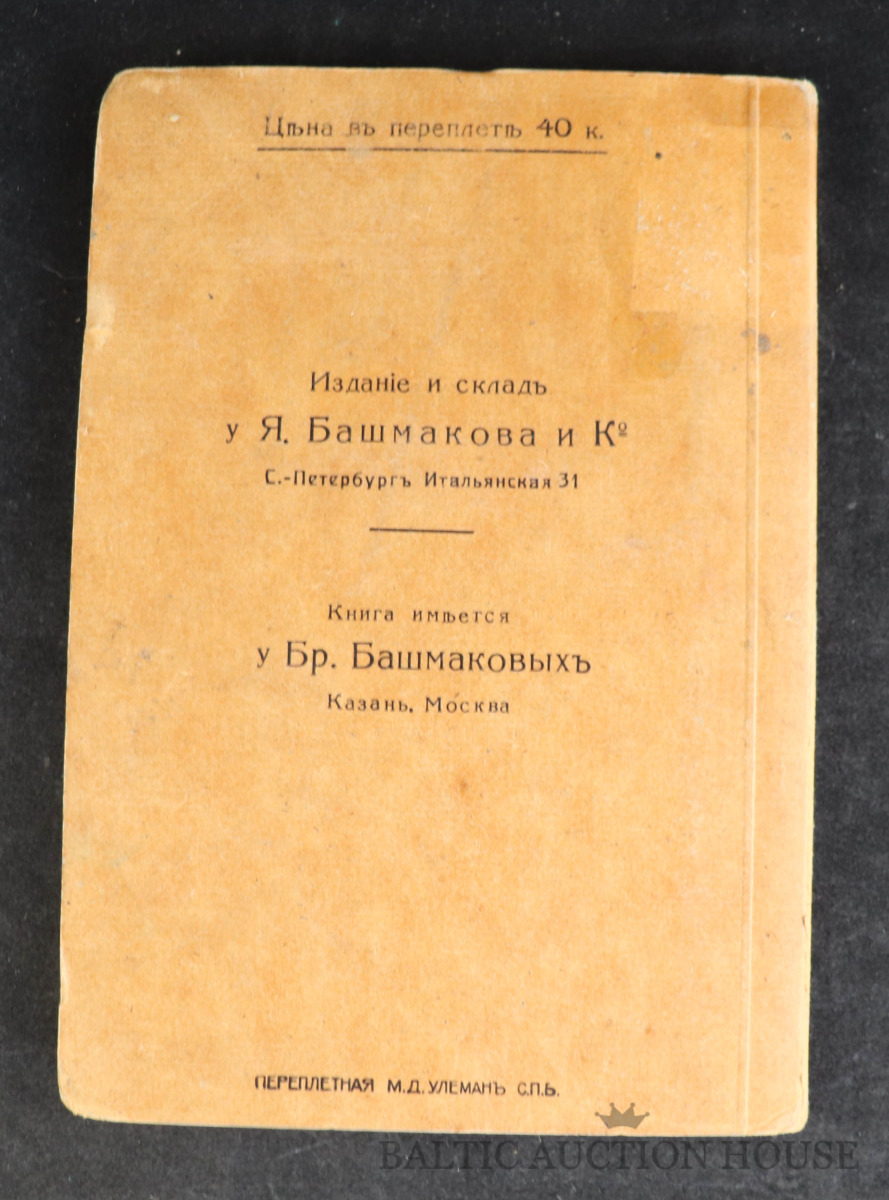 Цѣна въ переплетѣ 40 к.
Изданіе и складъ
у Я. Башмакова и Кº
С.-Петербургъ Итальянская 31
Книга имѣется
у Бр. Башмаковыхъ
Казань, Москва
ПЕРЕПЛЕТНАЯ М.Д. УЛЕМАНЪ С.П.Б.
BALTIC AUCTION HOUSE